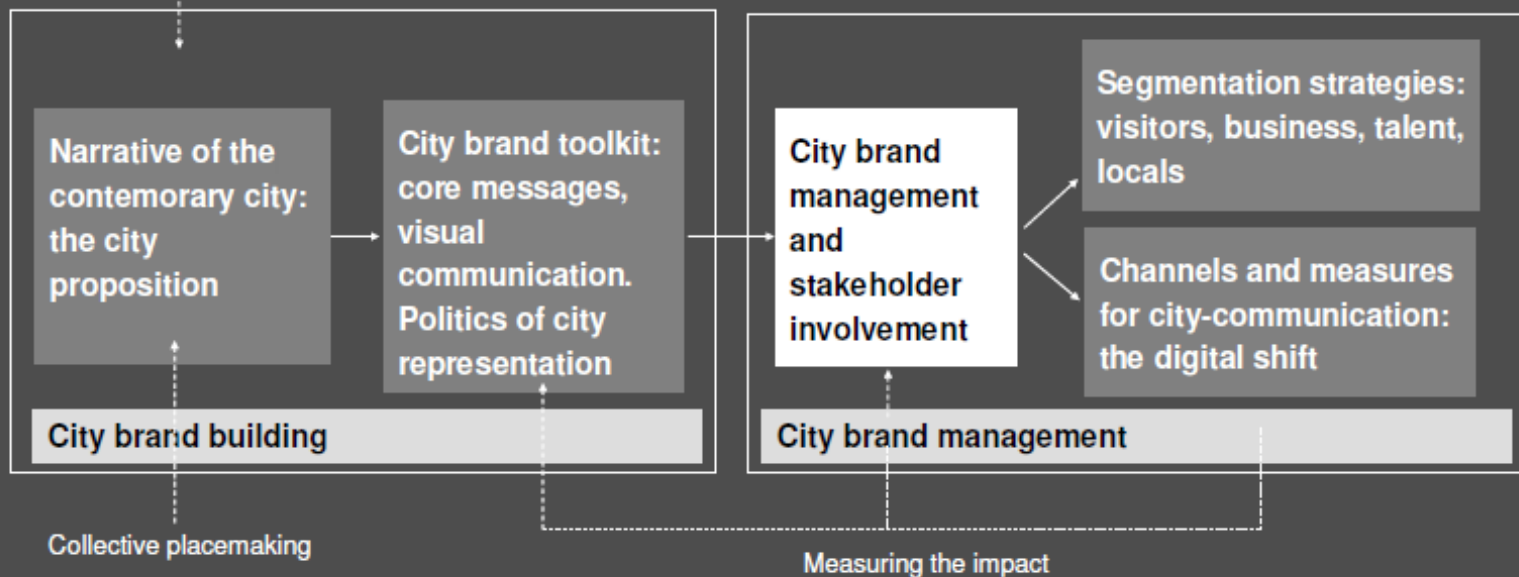 Narrative of the
contemorary city:
the city
proposition
City brand toolkit:
core messages,
visual
communication.
Politics of city
representation
City brand building
City brand
management
and
stakeholder
involvement
Segmentation strategies:
visitors, business, talent,
locals
Channels and measures
for city-communication:
the digital shift
City brand management
Collective placemaking
Measuring the impact